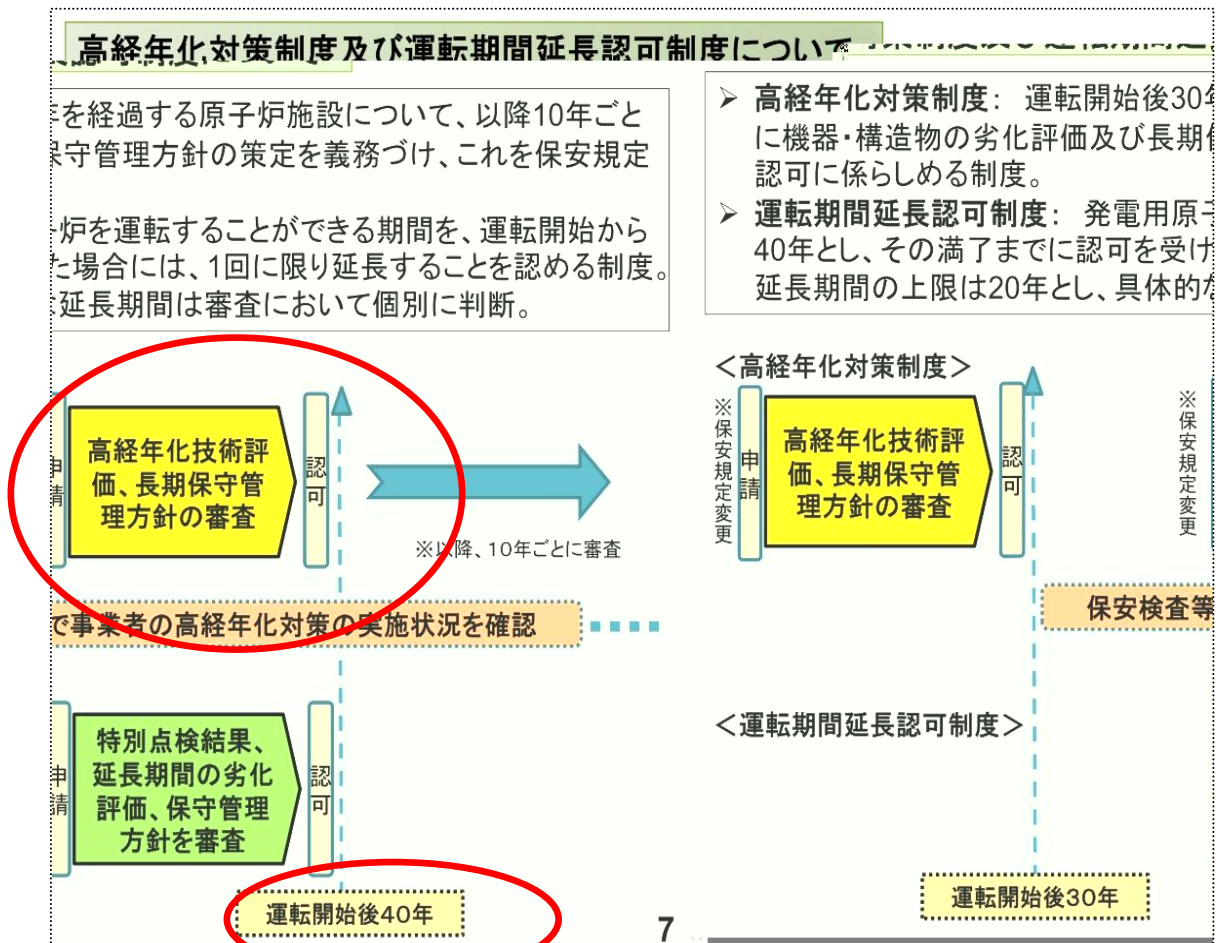 高経年化対策制度及び運転期間延長認可制度について
を経過する原子炉施設について、以降10年ごと
保守管理方針の策定を義務づけ、これを保安規定
炉を運転することができる期間を、運転開始から
た場合には、1回に限り延長することを認める制度。
延長期間は審査において個別に判断。
申請
高経年化技術評
価、長期保守管
理方針の審査
認可
※以降、10年ごとに審査
で事業者の高経年化対策の実施状況を確認
申請
特別点検結果、
延長期間の劣化
評価、保守管理
方針を審査
認可
運転開始後40年
7
➢ 高経年化対策制度： 運転開始後30年
に機器・構造物の劣化評価及び長期
認可に係らしめる制度。
➢ 運転期間延長認可制度： 発電用原子
40年とし、その満了までに認可を受け
延長期間の上限は20年とし、具体的な
＜高経年化対策制度＞
※保安規定変更
申請
高経年化技術評
価、長期保守管
理方針の審査
認可
※保安規定変更
保安検査等
＜運転期間延長認可制度＞
運転開始後30年